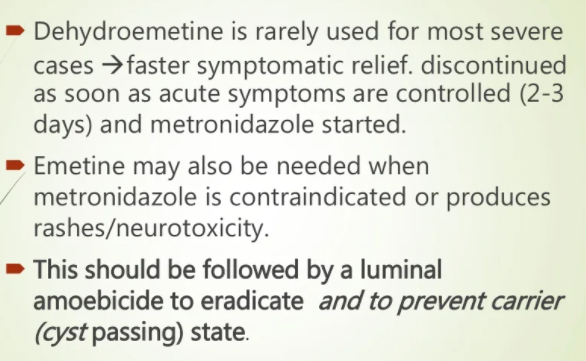 Dehydroemetine is rarely used for most severe
cases →faster symptomatic relief. discontinued
as soon as acute symptoms are controlled (2-3
days) and metronidazole started.
Emetine may also be needed when
metronidazole is contraindicated or produces
rashes/neurotoxicity.
This should be followed by a luminal
amoebicide to eradicate and to prevent carrier
(cyst passing) state.